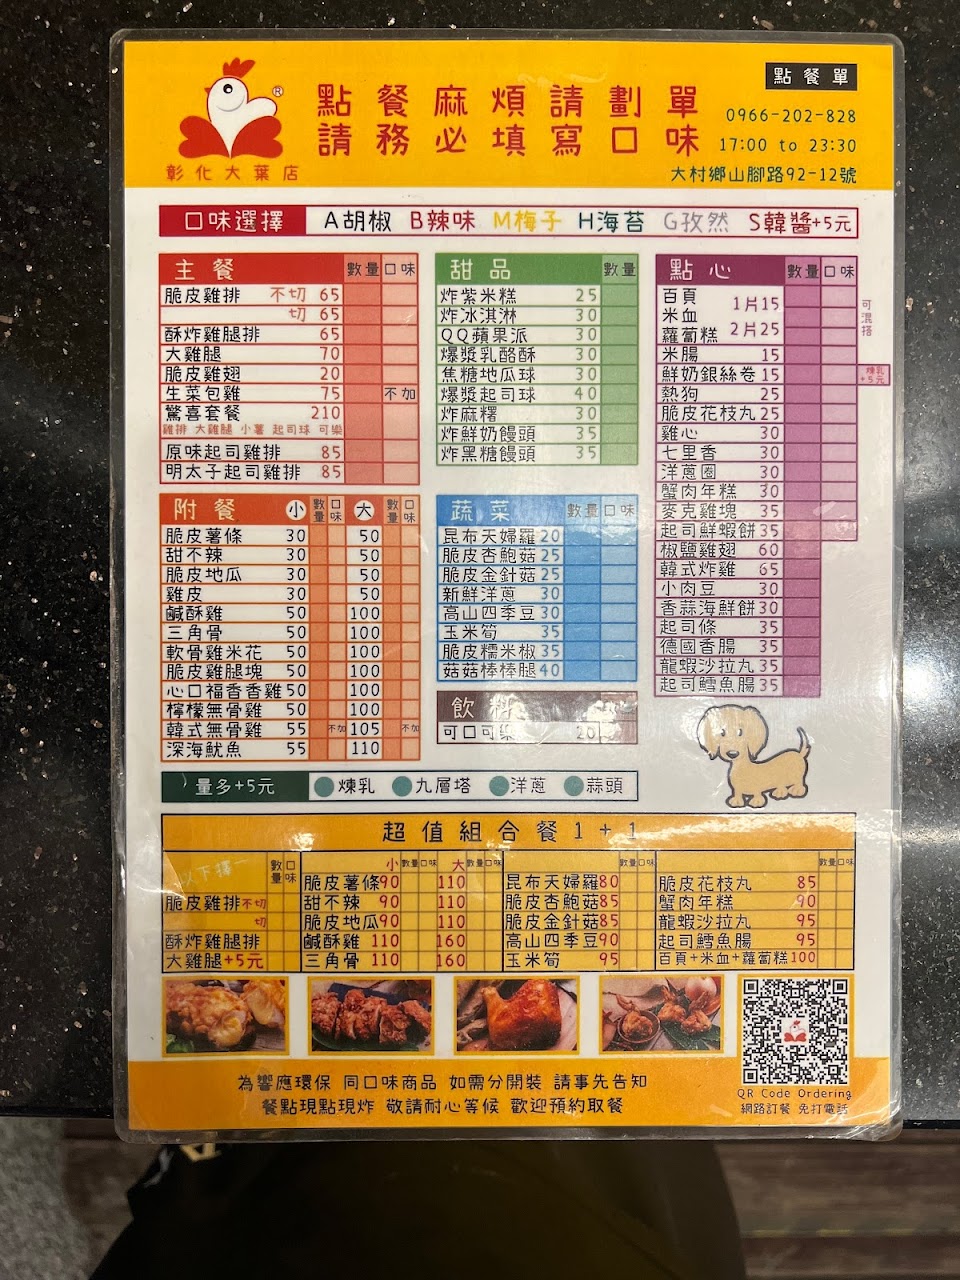 點餐單
點餐麻煩請劃單
請務必填寫口味
0966-202-828
17:00 to 23:30
大村鄉山腳路92-12號
®
彰化大葉店
口味選擇 A胡椒 B辣味 M梅子 H海苔 G孜然 S韓醬+5元
主餐 數量 口味
脆皮雞排 不切 65
切 65
酥炸雞腿排 65
大雞腿 70
脆皮雞翅 20
生菜包雞 75 不加
驚喜套餐 210
雞排 大雞腿 小薯 起司球 可樂
原味起司雞排 85
明太子起司雞排 85
甜品 數量
炸紫米糕 25
炸冰淇淋 30
QQ蘋果派 30
爆漿乳酪酥 30
焦糖地瓜球 30
爆漿起司球 40
炸麻糬 30
炸鮮奶饅頭 35
炸黑糖饅頭 35
點心 數量 口味
百頁
米血
蘿蔔糕
1片15
2片25
可混搭
米腸 15
鮮奶銀絲卷 15 煉乳+5元
熱狗 25
脆皮花枝丸 25
雞心 30
七里香 30
洋蔥圈 30
蟹肉年糕 30
麥克雞塊 35
起司鮮蝦餅 35
椒鹽雞翅 60
韓式炸雞 65
小肉豆 30
香蒜海鮮餅 30
起司條 35
德國香腸 35
龍蝦沙拉丸 35
起司鱈魚腸 35
附餐 小 數量 口味 大 數量 口味
脆皮薯條 30 50
甜不辣 30 50
脆皮地瓜 30 50
雞皮 30 50
鹹酥雞 50 100
三角骨 50 100
軟骨雞米花 50 100
脆皮雞腿塊 50 100
心口福香香雞 50 100
檸檬無骨雞 50 100
韓式無骨雞 55 不加 105 不加
深海魷魚 55 110
蔬菜 數量 口味
昆布天婦羅 20
脆皮杏鮑菇 25
脆皮金針菇 25
新鮮洋蔥 30
高山四季豆 30
玉米筍 35
脆皮糯米椒 35
菇菇棒棒腿 40
飲料
可口可樂 20
量多+5元 煉乳 九層塔 洋蔥 蒜頭
超值組合餐1+1
以下擇一 數量 口味
脆皮雞排 不切
切
酥炸雞腿排
大雞腿+5元
小 數量 口味 大 數量 口味
脆皮薯條 90 110
甜不辣 90 110
脆皮地瓜 90 110
鹹酥雞 110 160
三角骨 110 160
數量 口味
昆布天婦羅 80
脆皮杏鮑菇 85
脆皮金針菇 85
高山四季豆 90
玉米筍 95
數量 口味
脆皮花枝丸 85
蟹肉年糕 90
龍蝦沙拉丸 95
起司鱈魚腸 95
百頁+米血+蘿蔔糕 100
為響應環保 同口味商品 如需分開裝 請事先告知
餐點現點現炸 敬請耐心等候 歡迎預約取餐
QR Code Ordering
網路訂餐 免打電話